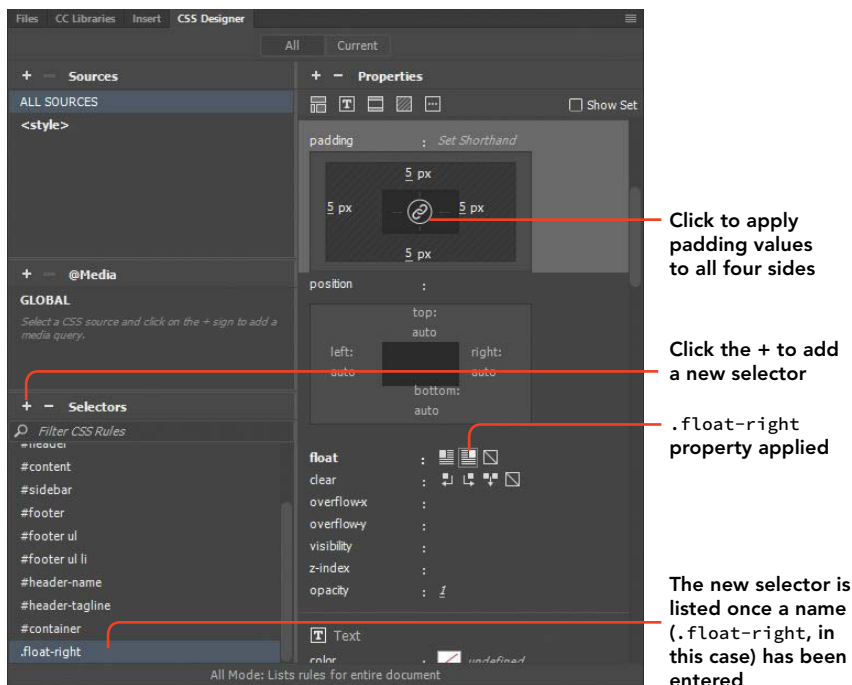 Files CC Libraries Insert CSS Designer
All Current
+ − Sources
ALL SOURCES
<style>
+ − @Media
GLOBAL
Select a CSS source and click on the + sign to add a
media query.
+ − Selectors
Filter CSS Rules
#header
#content
#sidebar
#footer
#footer ul
#footer ul li
#header-name
#header-tagline
#container
.float-right
+ − Properties
T
Show Set
padding : Set Shorthand
5 px
5 px 5 px
5 px
position :
top:
auto
left: right:
auto auto
bottom:
auto
float :
clear :
overflow-x :
overflow-y :
visibility :
z-index :
opacity : 1
T Text
color : undefined
All Mode: Lists rules for entire document
Click to apply
padding values
to all four sides
Click the + to add
a new selector
.float-right
property applied
The new selector is
listed once a name
(.float-right, in
this case) has been
entered